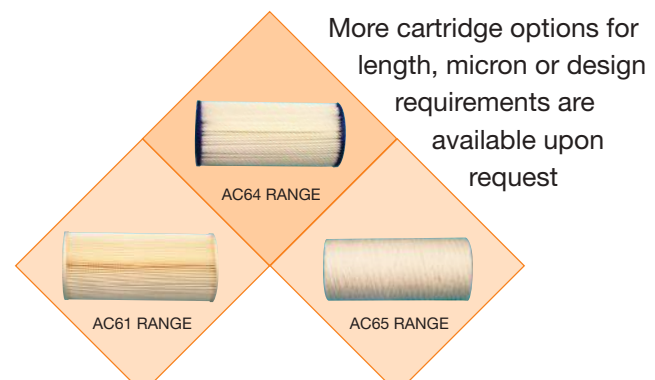 More cartridge options for
length, micron or design
requirements are
available upon
request
AC64 RANGE
AC61 RANGE
AC65 RANGE